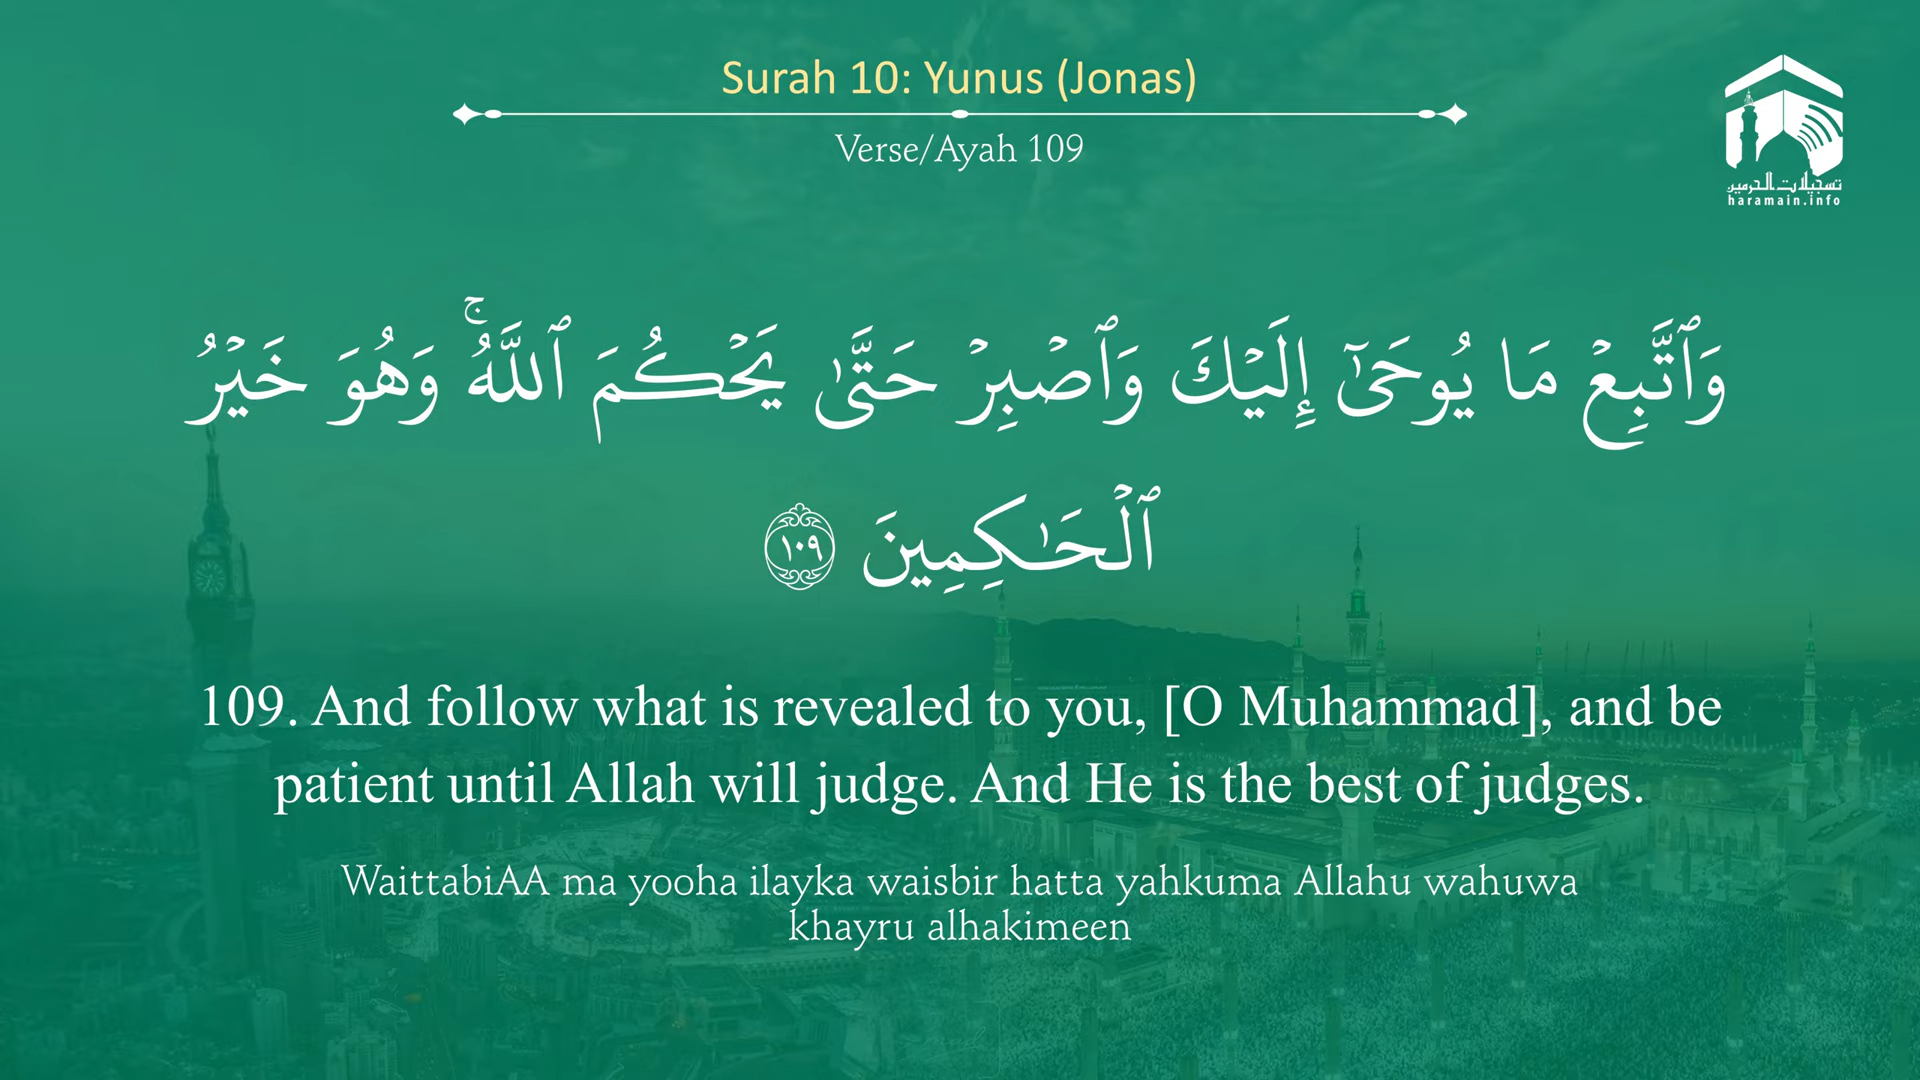 Surah 10: Yunus (Jonas)
Verse/Ayah 109
تسجيلات الحرمين
haramain.info
وَٱتَّبِعۡ مَا يُوحَىٰٓ إِلَيۡكَ وَٱصۡبِرۡ حَتَّىٰ يَحۡكُمَ ٱللَّهُۚ وَهُوَ خَيۡرُ
ٱلۡحَٰكِمِينَ ١٠٩
109. And follow what is revealed to you, [O Muhammad], and be
patient until Allah will judge. And He is the best of judges.
WaittabiAA ma yooha ilayka waisbir hatta yahkuma Allahu wahuwa
khayru alhakimeen